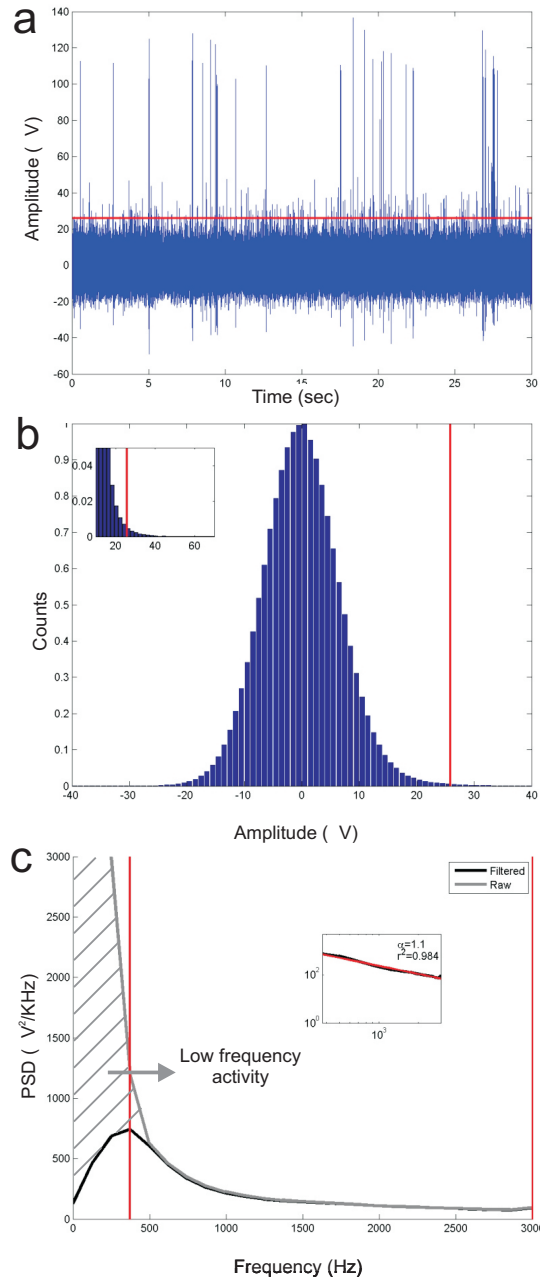 a
140
120
100
80
60
40
20
0
-20
-40
-60
Amplitude ( V)
0 5 10 15 20 25 30
Time (sec)
b
1
0.9
0.8
0.7
0.6
0.5
0.4
0.3
0.2
0.1
0
Counts
0.04
0.02
0
20 40 60
-40 -30 -20 -10 0 10 20 30 40
Amplitude ( V)
c
3000
2500
2000
1500
1000
500
0
PSD ( V²/KHz)
Filtered
Raw
α=1.1
r²=0.984
10²
10⁰
10³
Low frequency
activity
0 500 1000 1500 2000 2500 3000
Frequency (Hz)